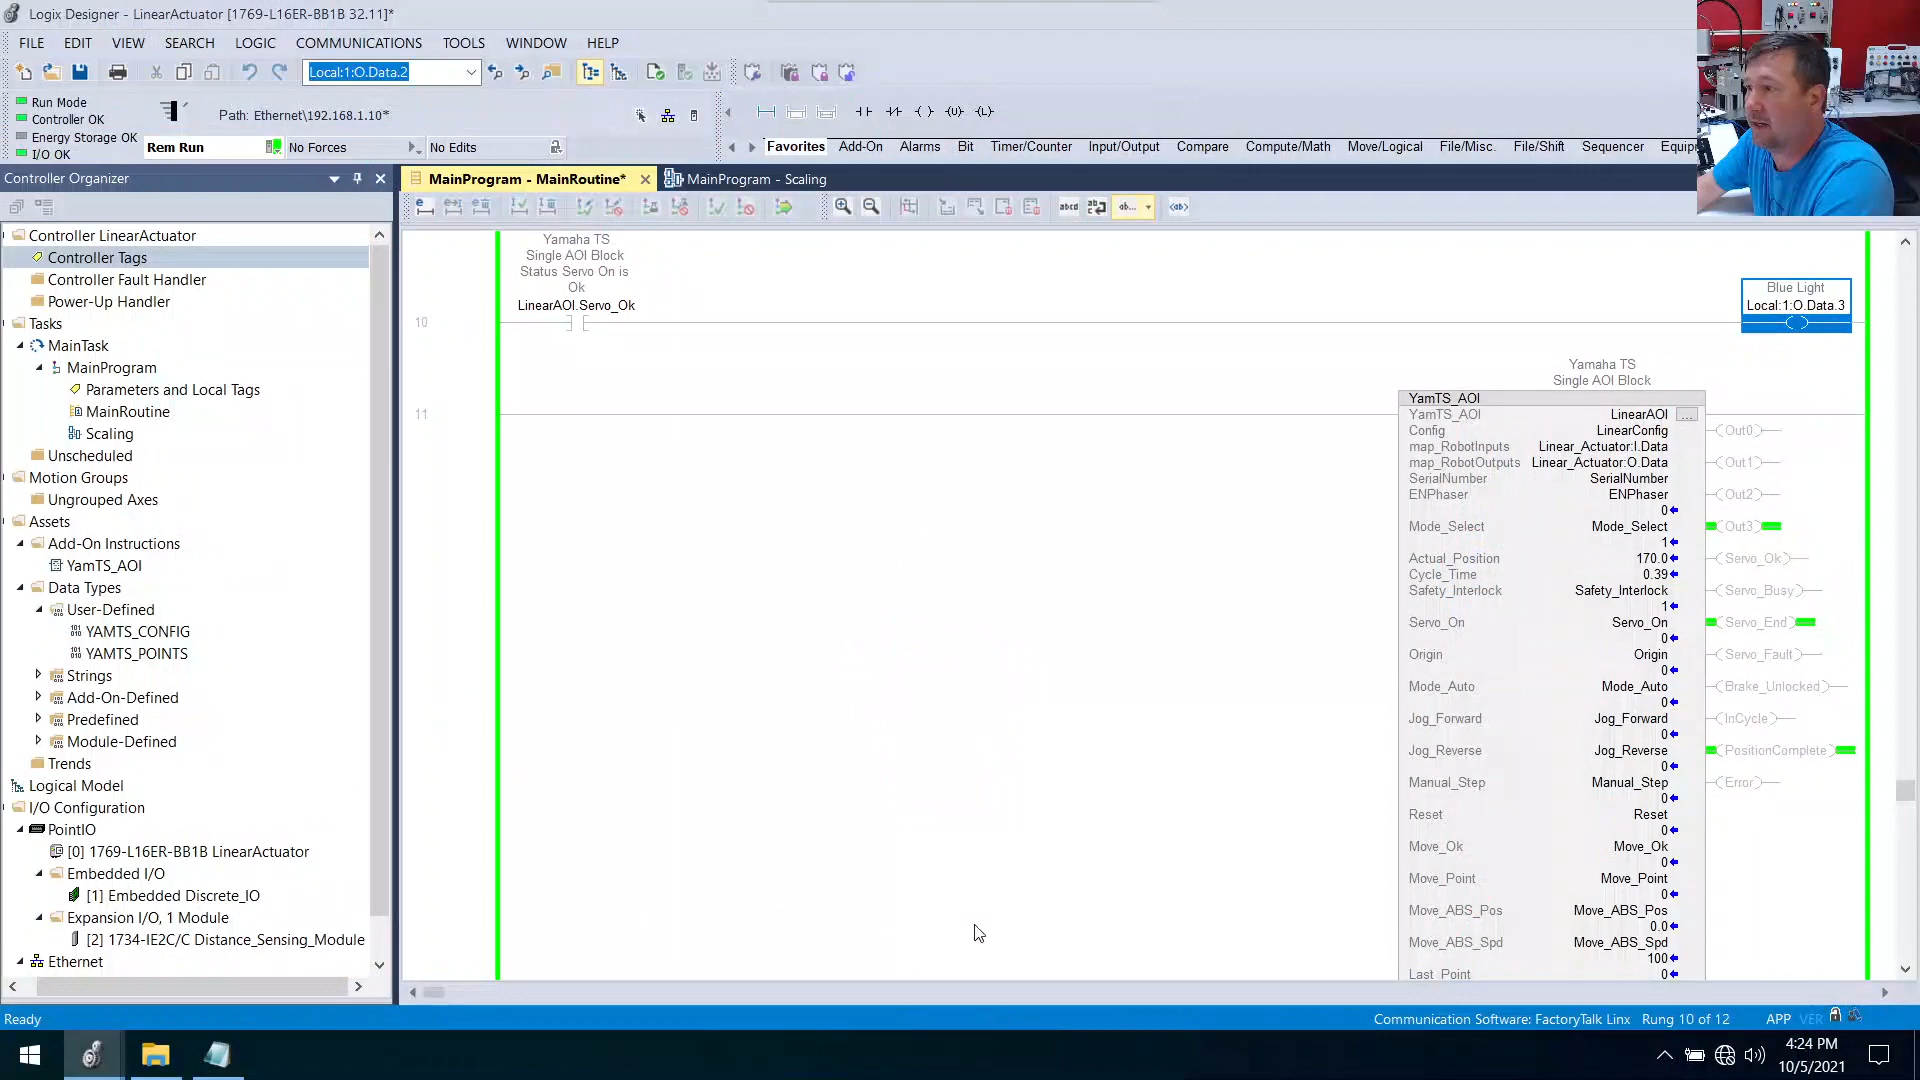 Logix Designer - LinearActuator [1769-L16ER-BB1B 32.11]*
FILE EDIT VIEW SEARCH LOGIC COMMUNICATIONS TOOLS WINDOW HELP
Local:1:O.Data.2
Run Mode
Controller OK
Energy Storage OK
I/O OK
Path: Ethernet\192.168.1.10*
Rem Run
No Forces
No Edits
Favorites Add-On Alarms Bit Timer/Counter Input/Output Compare Compute/Math Move/Logical File/Misc. File/Shift Sequencer
Controller Organizer
MainProgram - MainRoutine*
MainProgram - Scaling
Controller LinearActuator
Controller Tags
Controller Fault Handler
Power-Up Handler
Tasks
MainTask
MainProgram
Parameters and Local Tags
MainRoutine
Scaling
Unscheduled
Motion Groups
Ungrouped Axes
Assets
Add-On Instructions
YamTS_AOI
Data Types
User-Defined
YAMTS_CONFIG
YAMTS_POINTS
Strings
Add-On-Defined
Predefined
Module-Defined
Trends
Logical Model
I/O Configuration
PointIO
[0] 1769-L16ER-BB1B LinearActuator
Embedded I/O
[1] Embedded Discrete_IO
Expansion I/O, 1 Module
[2] 1734-IE2C/C Distance_Sensing_Module
Ethernet
Yamaha TS
Single AOI Block
Status Servo On is
Ok
LinearAOI.Servo_Ok
10
Blue Light
Local:1:O.Data.3
11
Yamaha TS
Single AOI Block
YamTS_AOI
YamTS_AOI LinearAOI ...
Config LinearConfig (Out0)
map_RobotInputs Linear_Actuator:I.Data
map_RobotOutputs Linear_Actuator:O.Data (Out1)
SerialNumber SerialNumber
ENPhaser ENPhaser (Out2)
0
Mode_Select Mode_Select (Out3)
1
Actual_Position 170.0 (Servo_Ok)
Cycle_Time 0.39
Safety_Interlock Safety_Interlock (Servo_Busy)
1
Servo_On Servo_On (Servo_End)
0
Origin Origin (Servo_Fault)
0
Mode_Auto Mode_Auto (Brake_Unlocked)
0
Jog_Forward Jog_Forward (InCycle)
0
Jog_Reverse Jog_Reverse (PositionComplete)
0
Manual_Step Manual_Step (Error)
0
Reset Reset
0
Move_Ok Move_Ok
0
Move_Point Move_Point
0
Move_ABS_Pos Move_ABS_Pos
0.0
Move_ABS_Spd Move_ABS_Spd
100
Last_Point 0
Ready
Communication Software: FactoryTalk Linx
Rung 10 of 12
APP VER
4:24 PM
10/5/2021